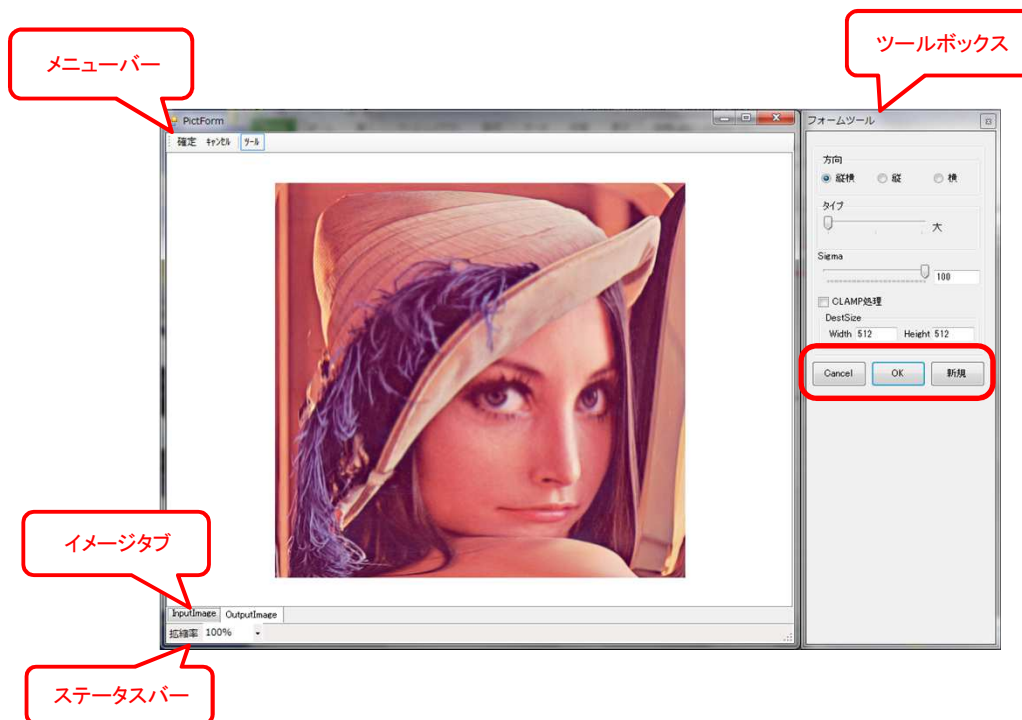 メニューバー
ツールボックス
PictForm
確定 ｷｬﾝｾﾙ ﾂｰﾙ
フォームツール
方向
縦横 縦 横
タイプ
大
Sigma
100
CLAMP処理
DestSize
Width 512 Height 512
Cancel OK 新規
イメージタブ
InputImage OutputImage
拡縮率 100%
ステータスバー